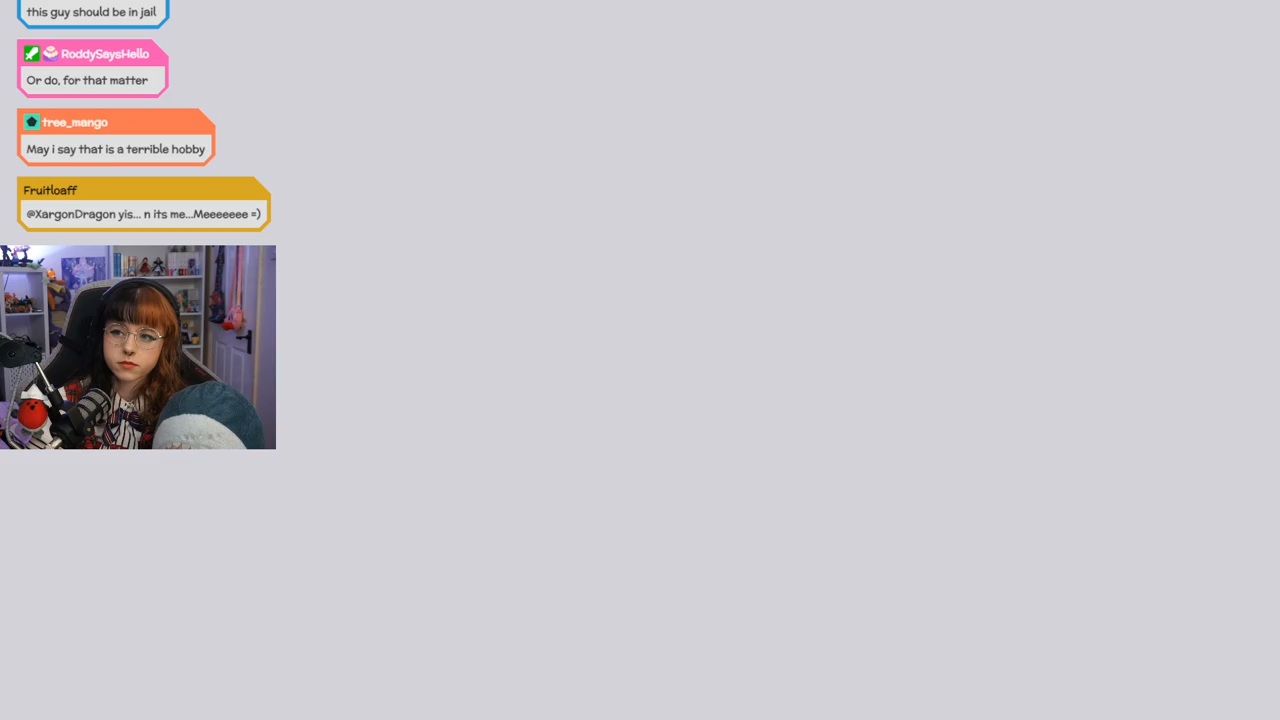 this guy should be in jail
RoddySaysHello
Or do, for that matter
tree_mango
May i say that is a terrible hobby
Fruitloaff
@XargonDragon yis... n its me...Meeeeeee =)